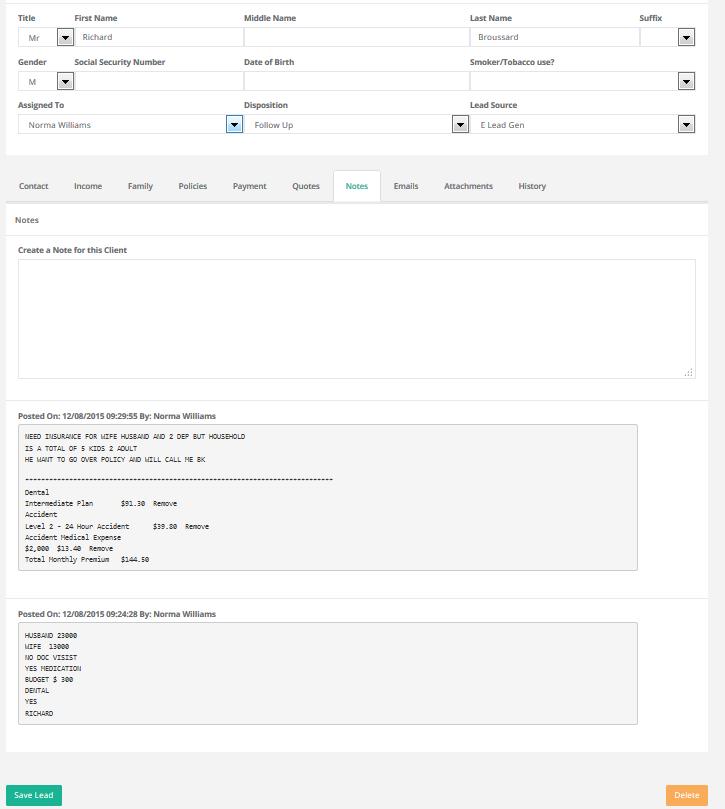 Title First Name Middle Name Last Name Suffix
Mr Richard Broussard
Gender Social Security Number Date of Birth Smoker/Tobacco use?
M
Assigned To Disposition Lead Source
Norma Williams Follow Up E Lead Gen
Contact Income Family Policies Payment Quotes Notes Emails Attachments History
Notes
Create a Note for this Client
Posted On: 12/08/2015 09:29:55 By: Norma Williams
NEED INSURANCE FOR WIFE HUSBAND AND 2 DEP BUT HOUSEHOLD
IS A TOTAL OF 5 KIDS 2 ADULT
HE WANT TO GO OVER POLICY AND WILL CALL ME BK
-----------------------------------------------------------------------------
Dental
Intermediate Plan $91.30 Remove
Accident
Level 2 - 24 Hour Accident $39.80 Remove
Accident Medical Expense
$2,000 $13.40 Remove
Total Monthly Premium $144.50
Posted On: 12/08/2015 09:24:28 By: Norma Williams
HUSBAND 23000
WIFE 13000
NO DOC VISIST
YES MEDICATION
BUDGET $ 300
DENTAL
YES
RICHARD
Save Lead Delete